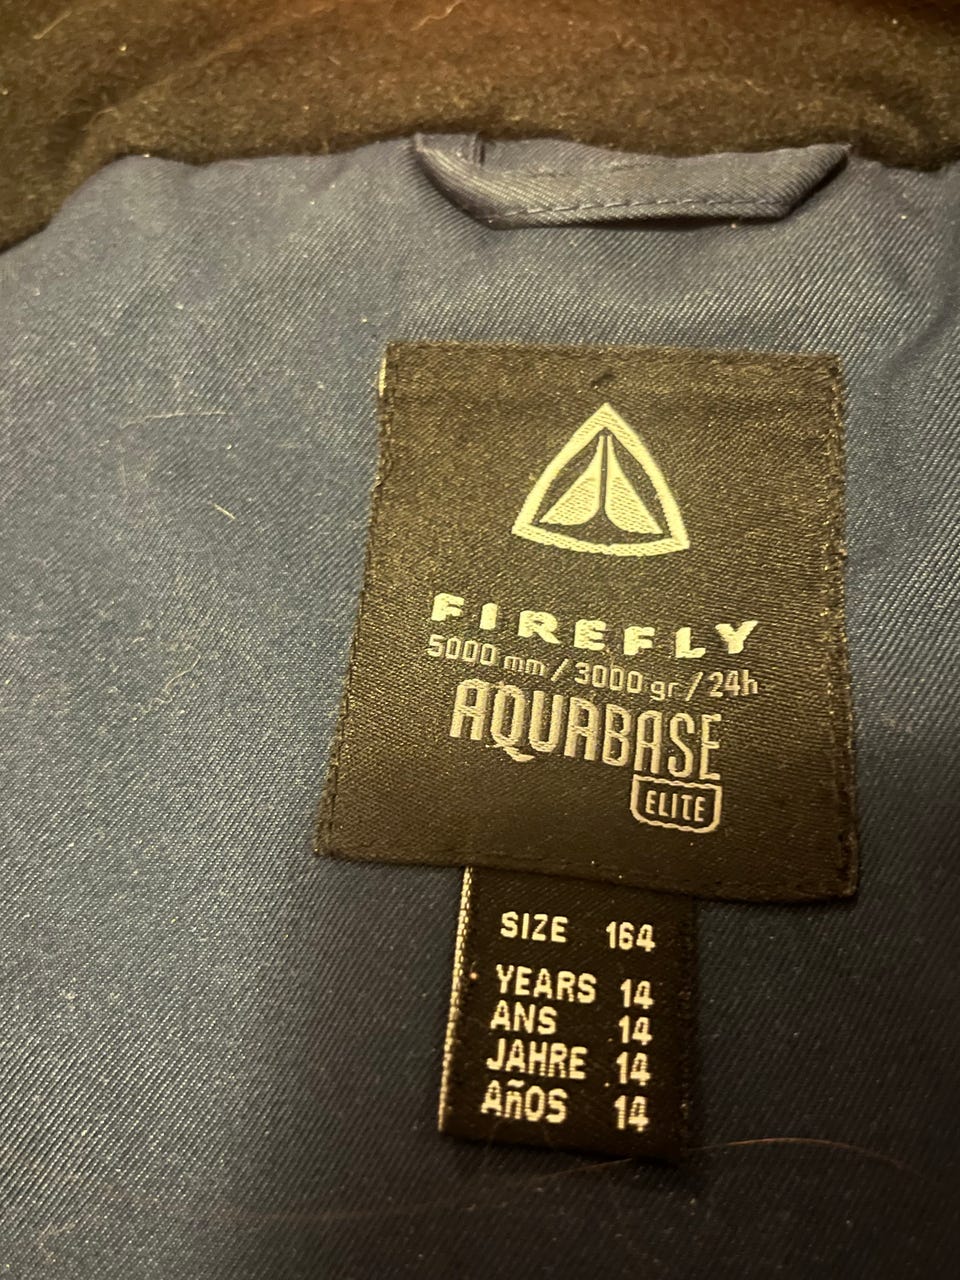 FIREFLY
5000 mm / 3000 gr / 24h
AQUABASE
ELITE
SIZE 164
YEARS 14
ANS 14
JAHRE 14
AñOS 14